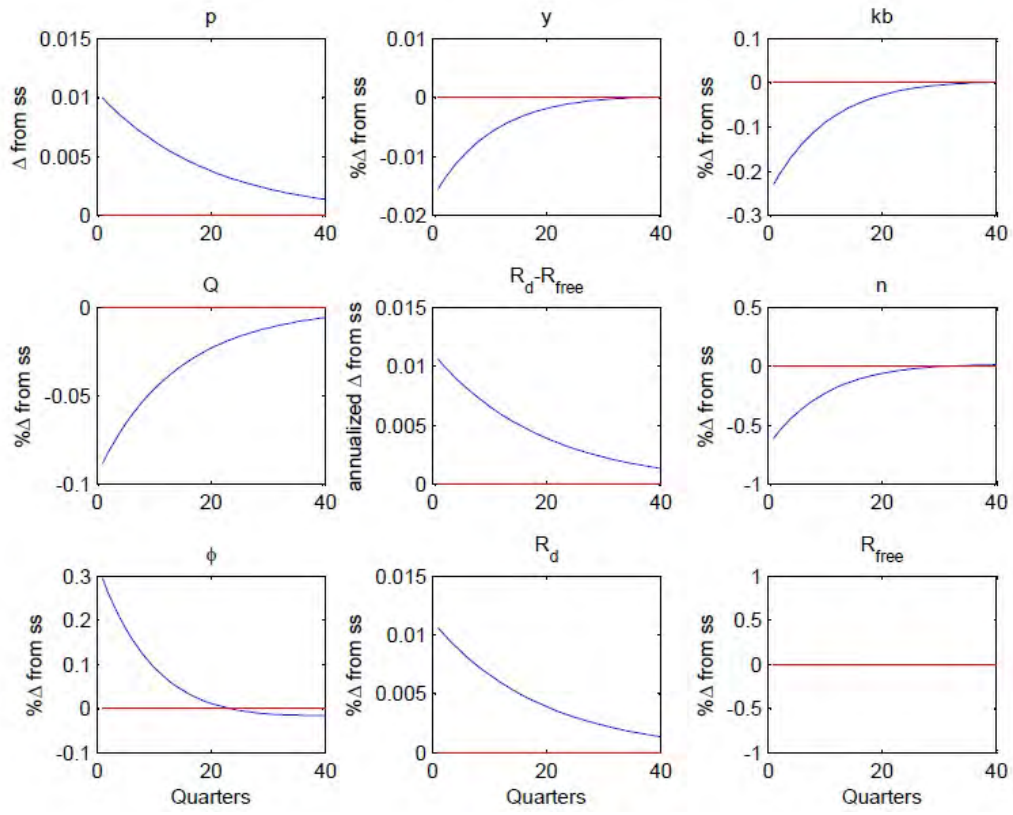 p
y
kb
0.015
0.01
0.005
0
Δ from ss
0 20 40
0.01
0
-0.01
-0.02
%Δ from ss
0 20 40
0.1
0
-0.1
-0.2
-0.3
%Δ from ss
0 20 40
Q
R_d-R_free
n
0
-0.05
-0.1
%Δ from ss
0 20 40
0.015
0.01
0.005
0
annualized Δ from ss
0 20 40
0.5
0
-0.5
-1
%Δ from ss
0 20 40
ϕ
R_d
R_free
0.3
0.2
0.1
0
-0.1
%Δ from ss
0 20 40
Quarters
0.015
0.01
0.005
0
%Δ from ss
0 20 40
Quarters
1
0.5
0
-0.5
-1
%Δ from ss
0 20 40
Quarters